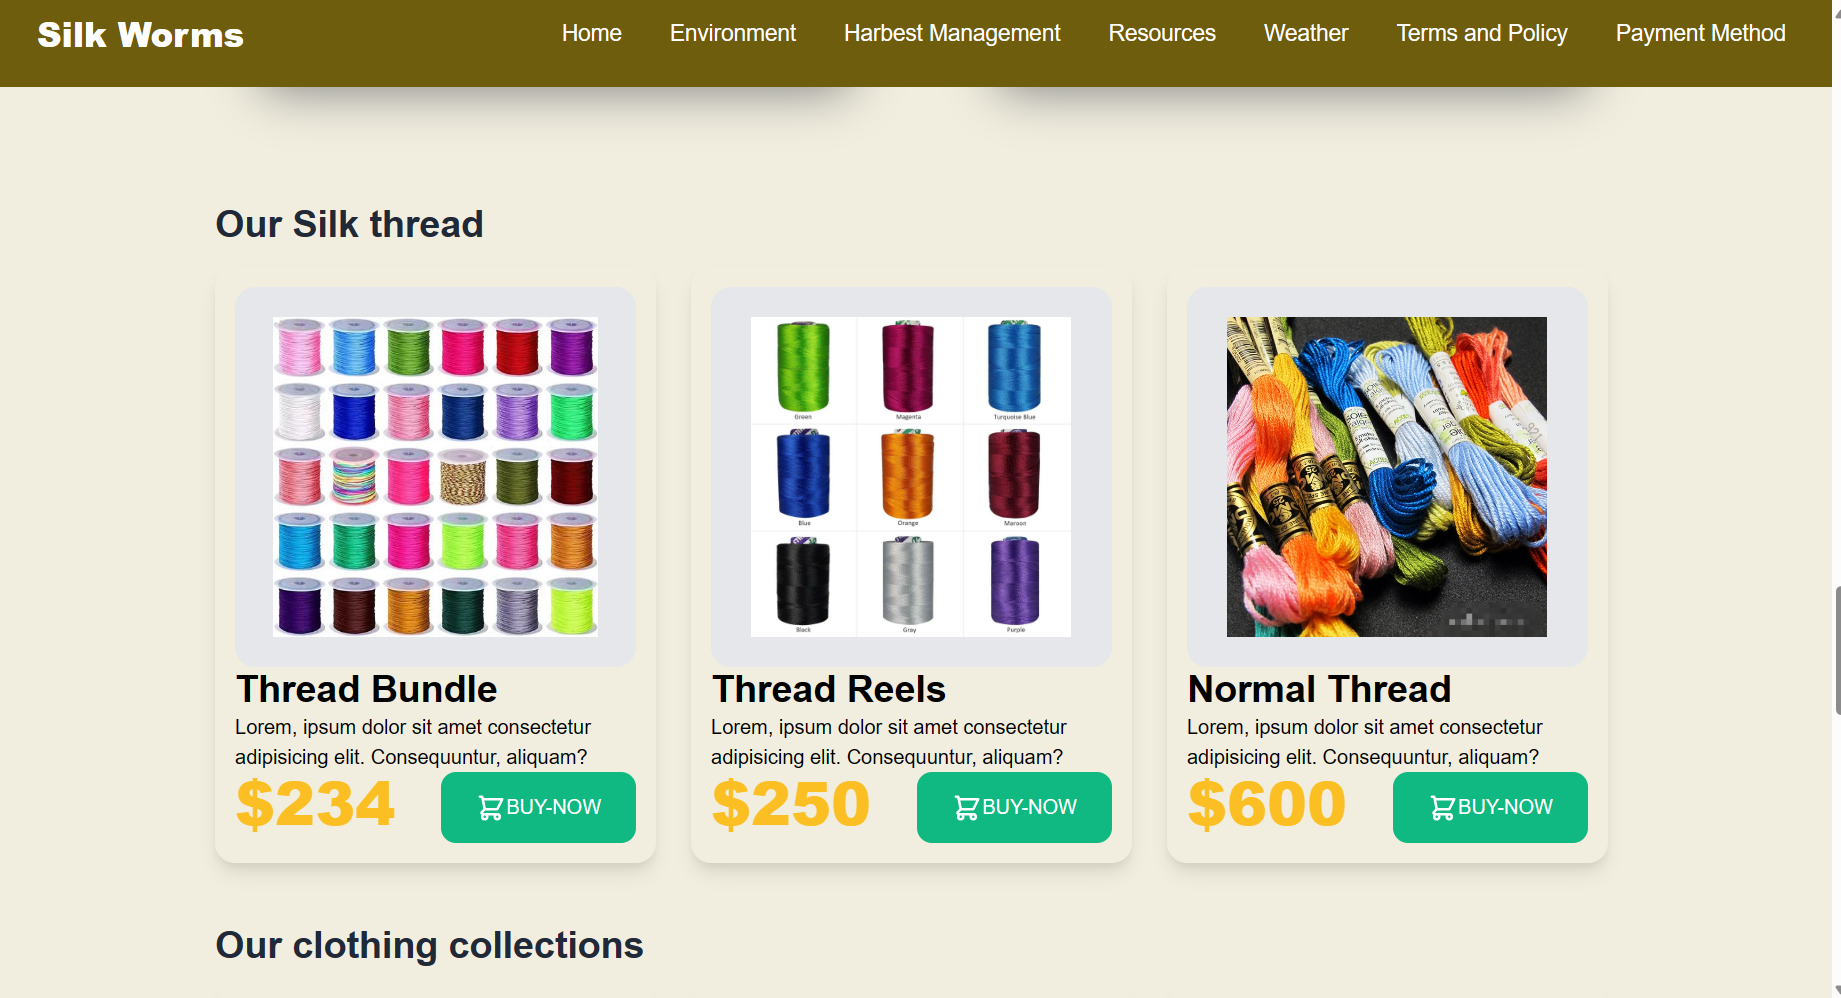 Silk Worms
Home Environment Harbest Management Resources Weather Terms and Policy Payment Method
Our Silk thread
Green Magenta Turquoise Blue
Blue Orange Maroon
Black Gray Purple
Thread Bundle
Lorem, ipsum dolor sit amet consectetur
adipisicing elit. Consequuntur, aliquam?
$234 BUY-NOW
Thread Reels
Lorem, ipsum dolor sit amet consectetur
adipisicing elit. Consequuntur, aliquam?
$250 BUY-NOW
Normal Thread
Lorem, ipsum dolor sit amet consectetur
adipisicing elit. Consequuntur, aliquam?
$600 BUY-NOW
Our clothing collections